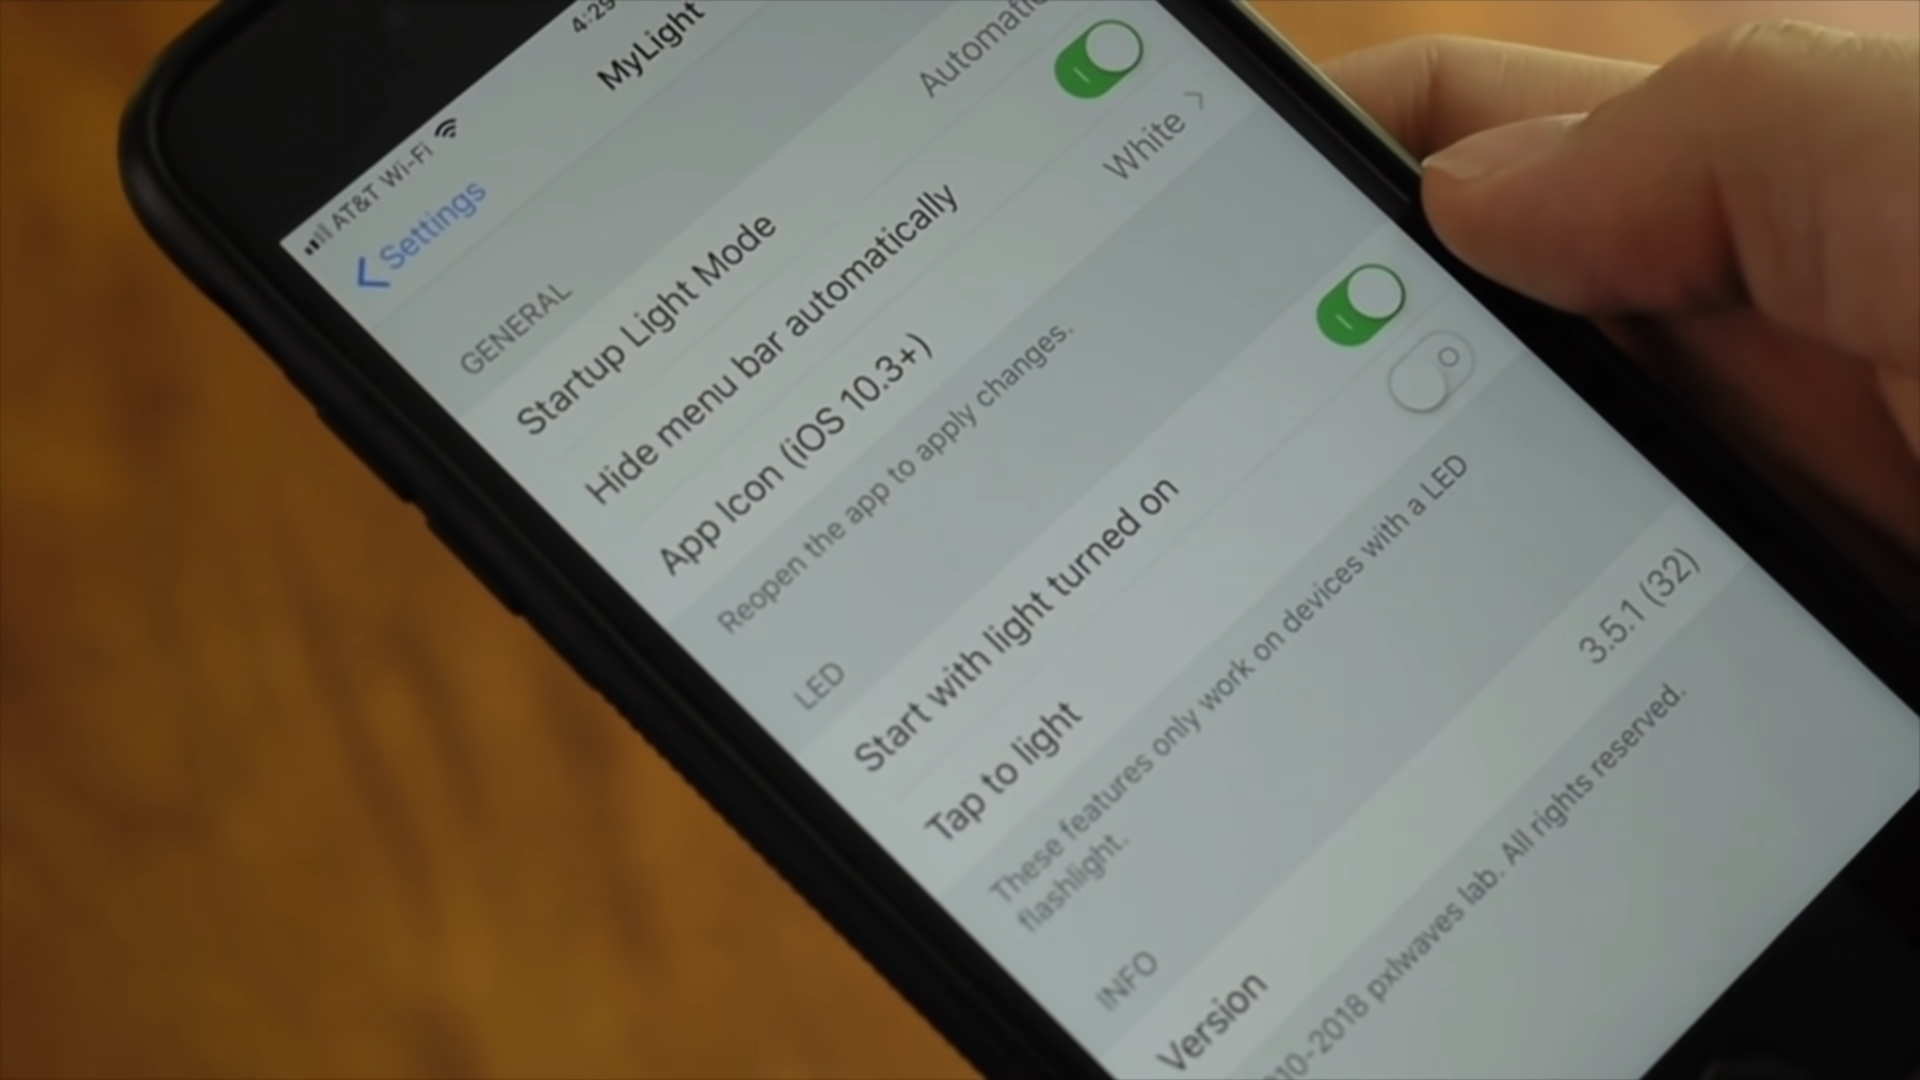 AT&T Wi-Fi 4:29
Settings MyLight
GENERAL
Startup Light Mode Automatic
Hide menu bar automatically
App Icon (iOS 10.3+) White
Reopen the app to apply changes.
LED
Start with light turned on
Tap to light
These features only work on devices with a LED
flashlight.
INFO
Version 3.5.1 (32)
10-2018 pxlwaves lab. All rights reserved.